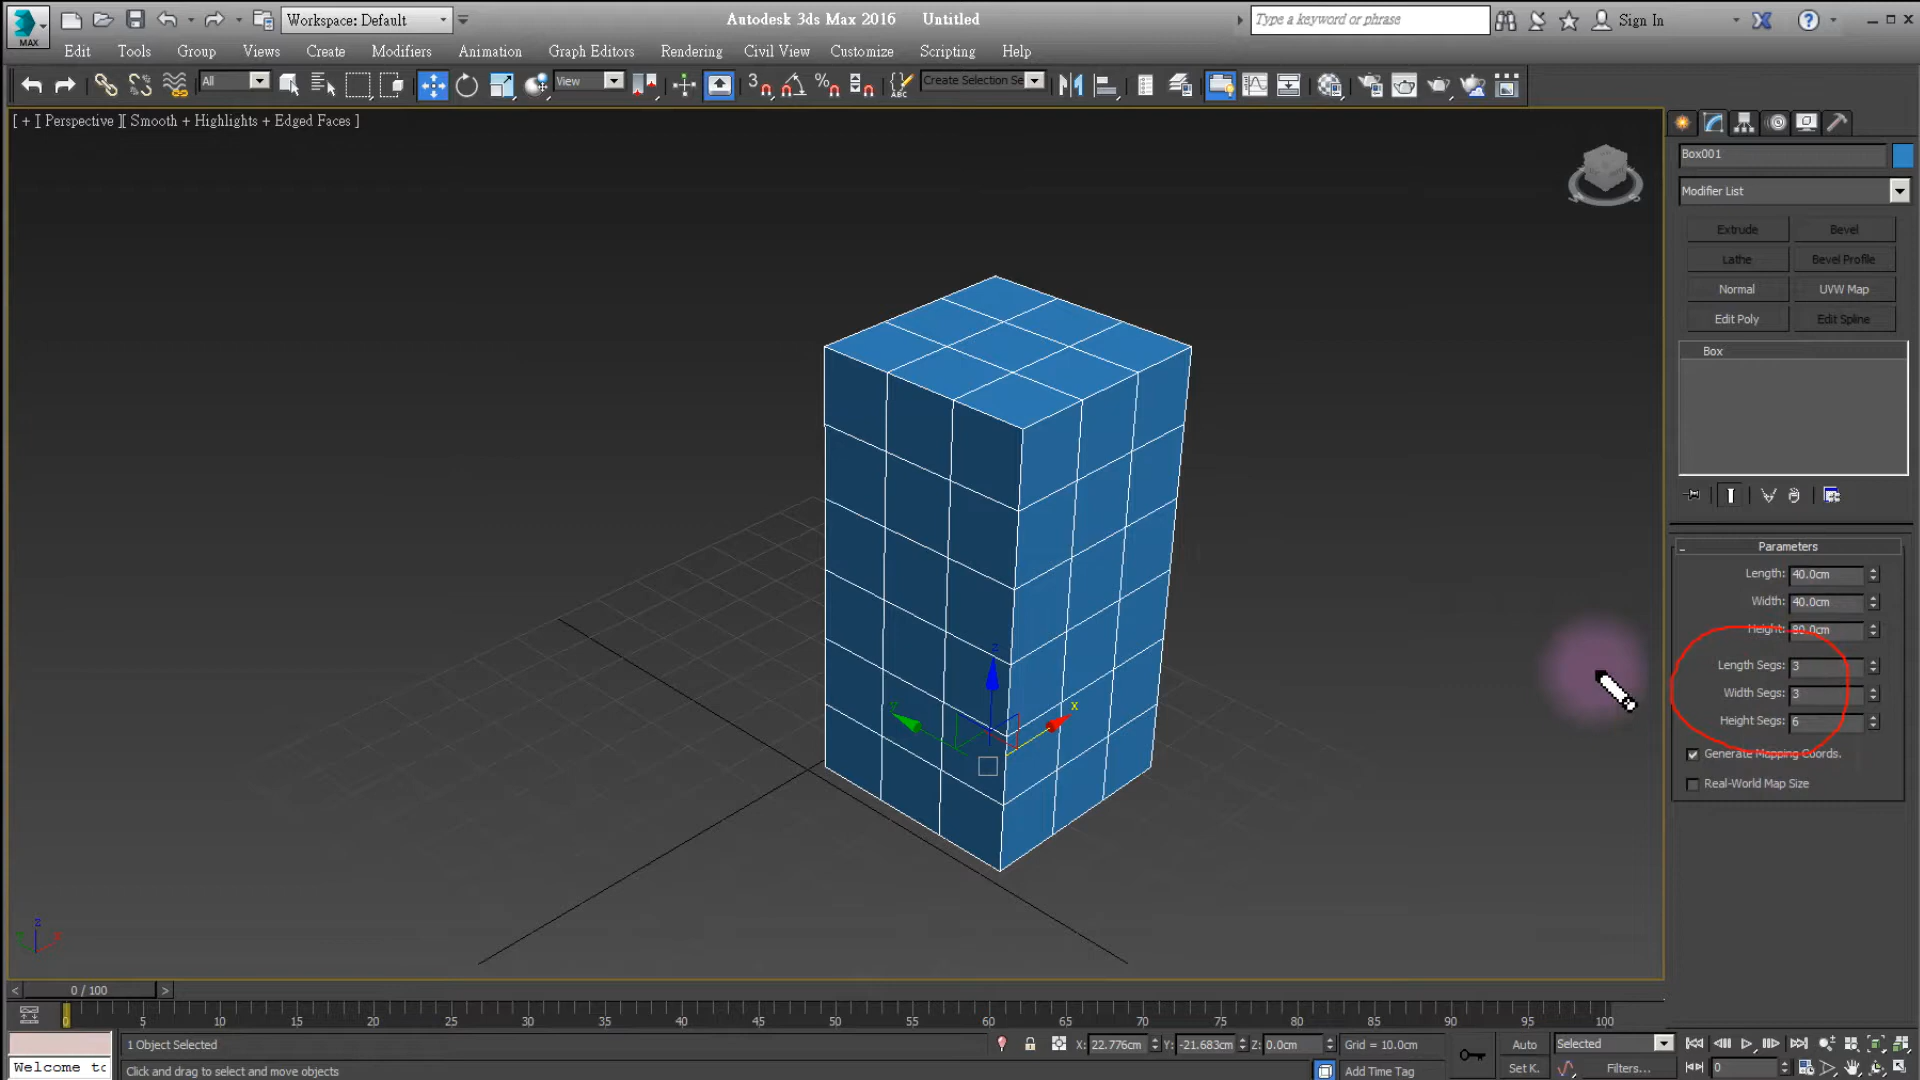 Workspace: Default
Autodesk 3ds Max 2016 Untitled
Type a keyword or phrase
Sign In
MAX
Edit Tools Group Views Create Modifiers Animation Graph Editors Rendering Civil View Customize Scripting Help
All
View
3
%
ABC
Create Selection Se
[ + ] Perspective ][ Smooth + Highlights + Edged Faces ]
Box001
Modifier List
Extrude Bevel
Lathe Bevel Profile
Normal UVW Map
Edit Poly Edit Spline
Box
- Parameters
Length: 40.0cm
Width: 40.0cm
Height: 80.0cm
Length Segs: 3
Width Segs: 3
Height Segs: 6
Generate Mapping Coords.
Real-World Map Size
z
y
x
z
x
< 0 / 100 >
0 5 10 15 20 25 30 35 40 45 50 55 60 65 70 75 80 85 90 95 100
1 Object Selected
X: 22.776cm Y: -21.683cm Z: 0.0cm
Grid = 10.0cm
Auto
Selected
Welcome to
Click and drag to select and move objects
Add Time Tag
Set K.
Filters...
0